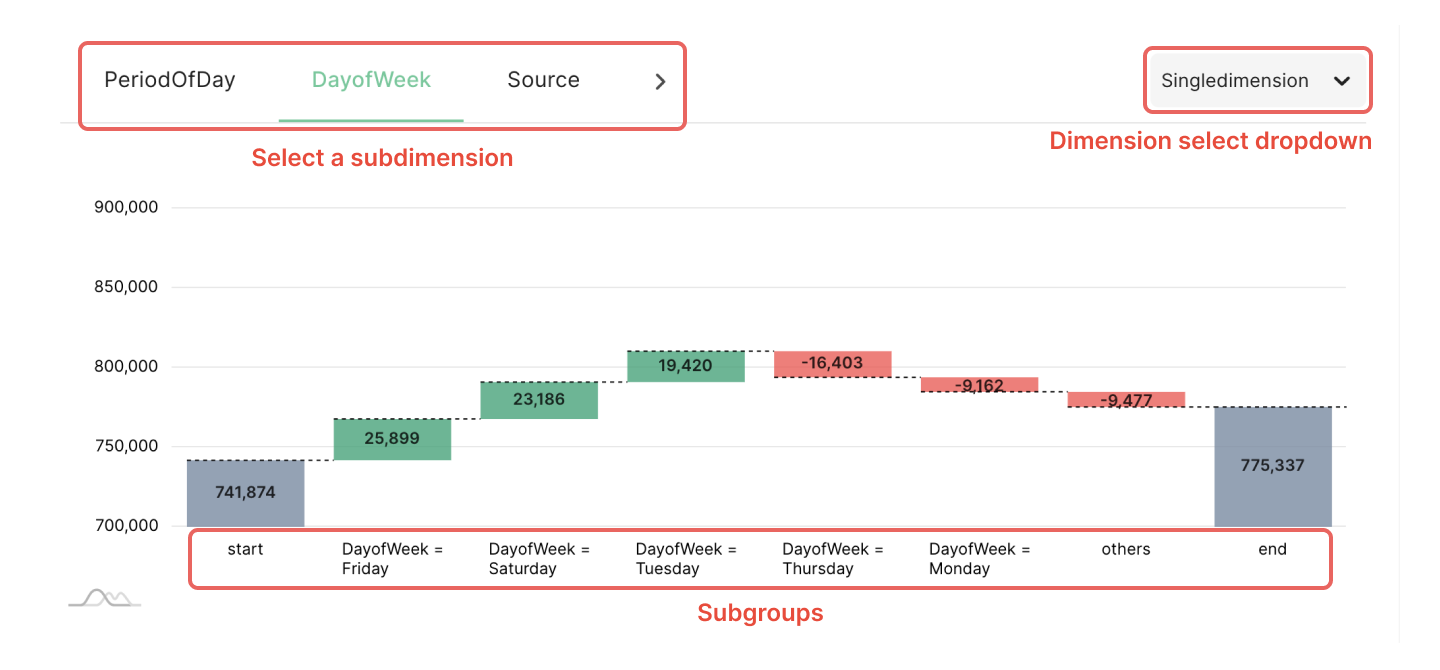 PeriodOfDay DayofWeek Source
Singledimension
Select a subdimension
Dimension select dropdown
900,000
850,000
800,000
750,000
700,000
741,874
25,899
23,186
19,420
-16,403
-9,162
-9,477
775,337
start
DayofWeek =
Friday
DayofWeek =
Saturday
DayofWeek =
Tuesday
DayofWeek =
Thursday
DayofWeek =
Monday
others
end
Subgroups